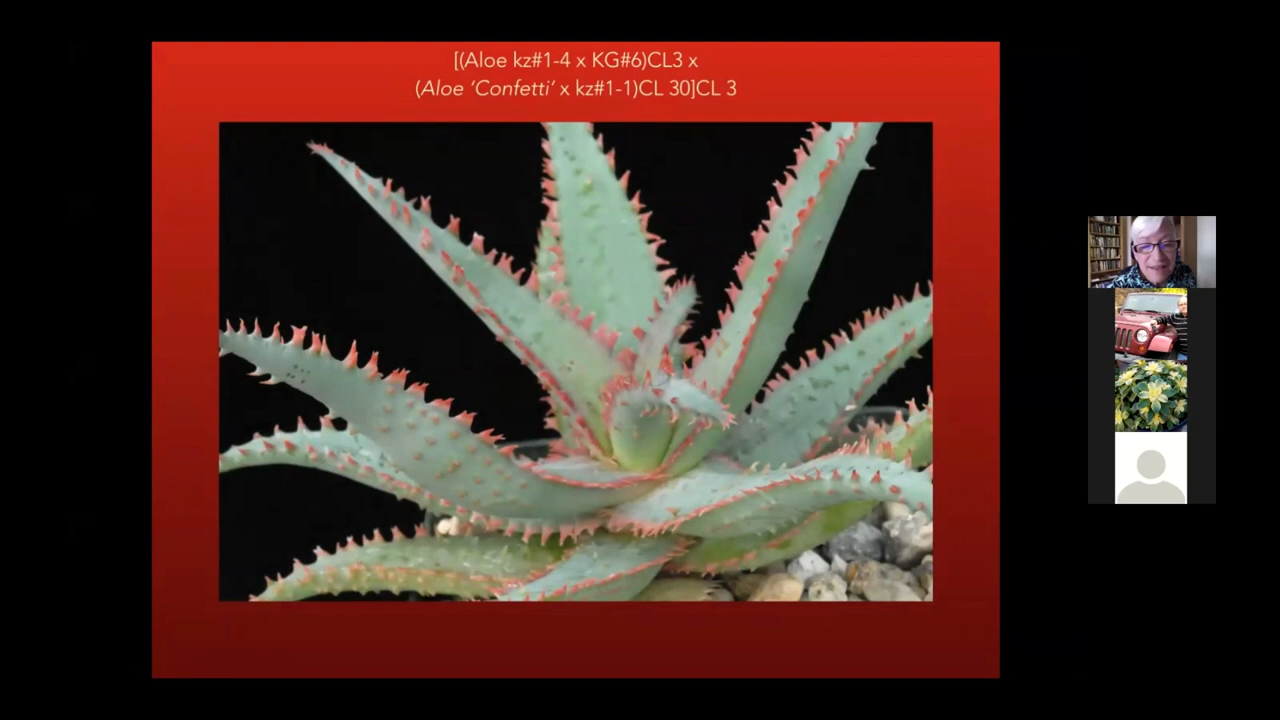 [(Aloe kz#1-4 x KG#6)CL3 x
(Aloe ‘Confetti’ x kz#1-1)CL 30]CL 3